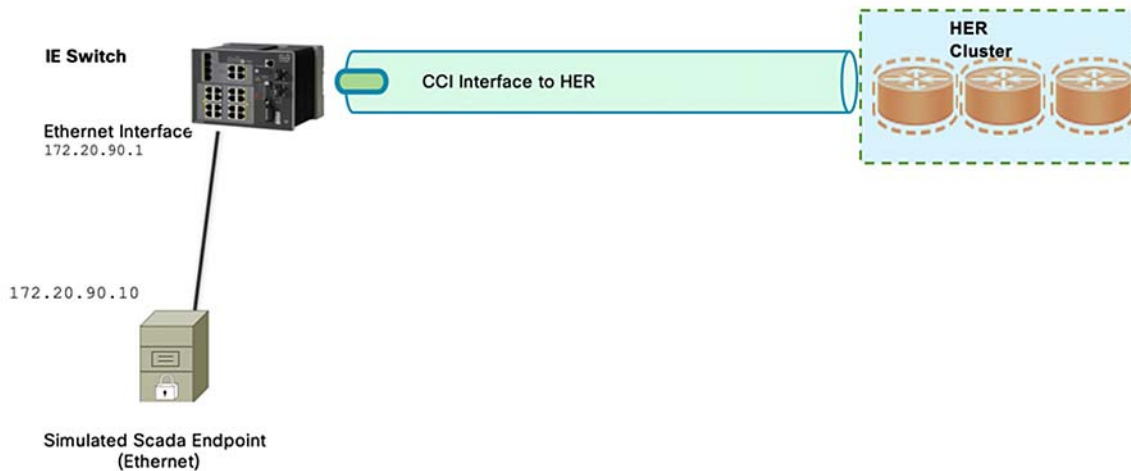 HER
Cluster
IE Switch
CCI Interface to HER
Ethernet Interface
172.20.90.1
172.20.90.10
Simulated Scada Endpoint
(Ethernet)